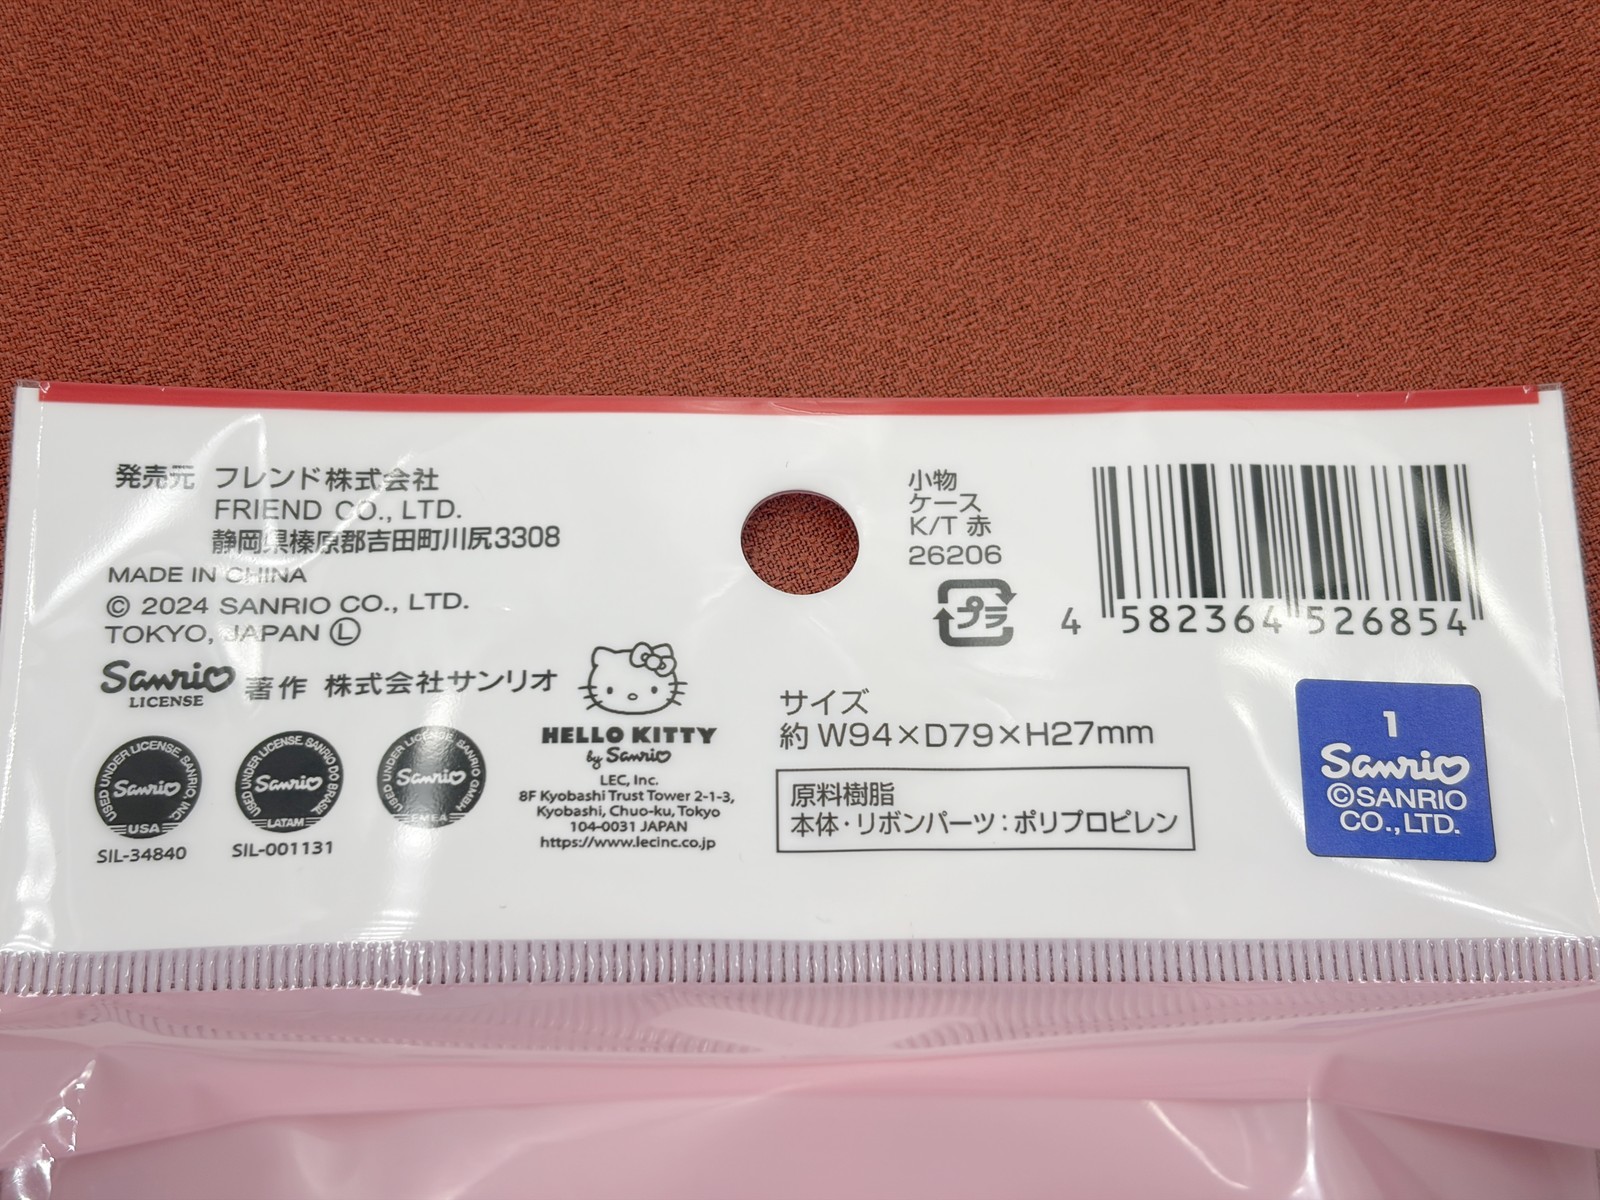 発売元 フレンド株式会社
FRIEND CO., LTD.
静岡県榛原郡吉田町川尻3308
MADE IN CHINA
© 2024 SANRIO CO., LTD.
TOKYO, JAPAN Ⓛ
Sanrio
LICENSE
著作 株式会社サンリオ
USED UNDER LICENSE SANRIO, INC.
Sanrio
USA
SIL-34840
USED UNDER LICENSE SANRIO DO BRASIL
Sanrio
LATAM
SIL-001131
USED UNDER LICENSE SANRIO GMBH
Sanrio
EMEA
HELLO KITTY
by Sanrio
LEC, Inc.
8F Kyobashi Trust Tower 2-1-3,
Kyobashi, Chuo-ku, Tokyo
104-0031 JAPAN
https://www.lecinc.co.jp
小物
ケース
K/T 赤
26206
プラ
4 582364 526854
サイズ
約 W94×D79×H27mm
原料樹脂
本体・リボンパーツ：ポリプロピレン
1
Sanrio
©SANRIO
CO.,LTD.